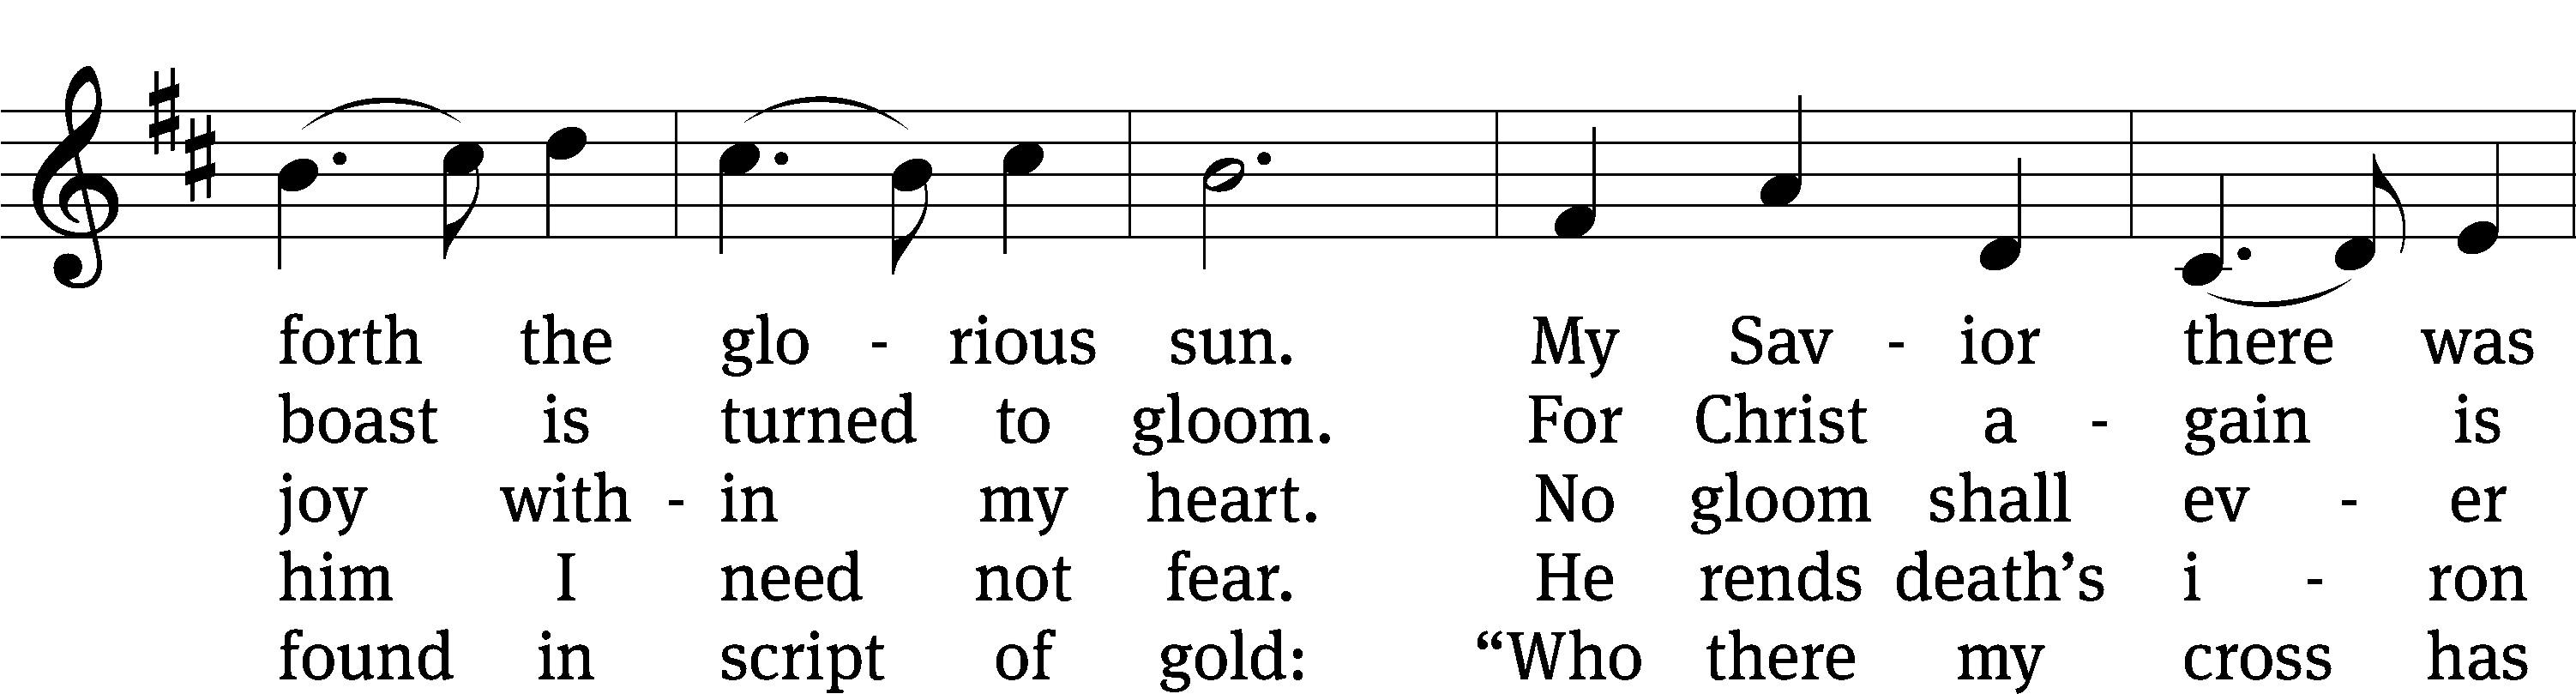 forth the glo - rious sun. My Sav - ior there was
boast is turned to gloom. For Christ a - gain is
joy with - in my heart. No gloom shall ev - er
him I need not fear. He rends death’s i - ron
found in script of gold: “Who there my cross has